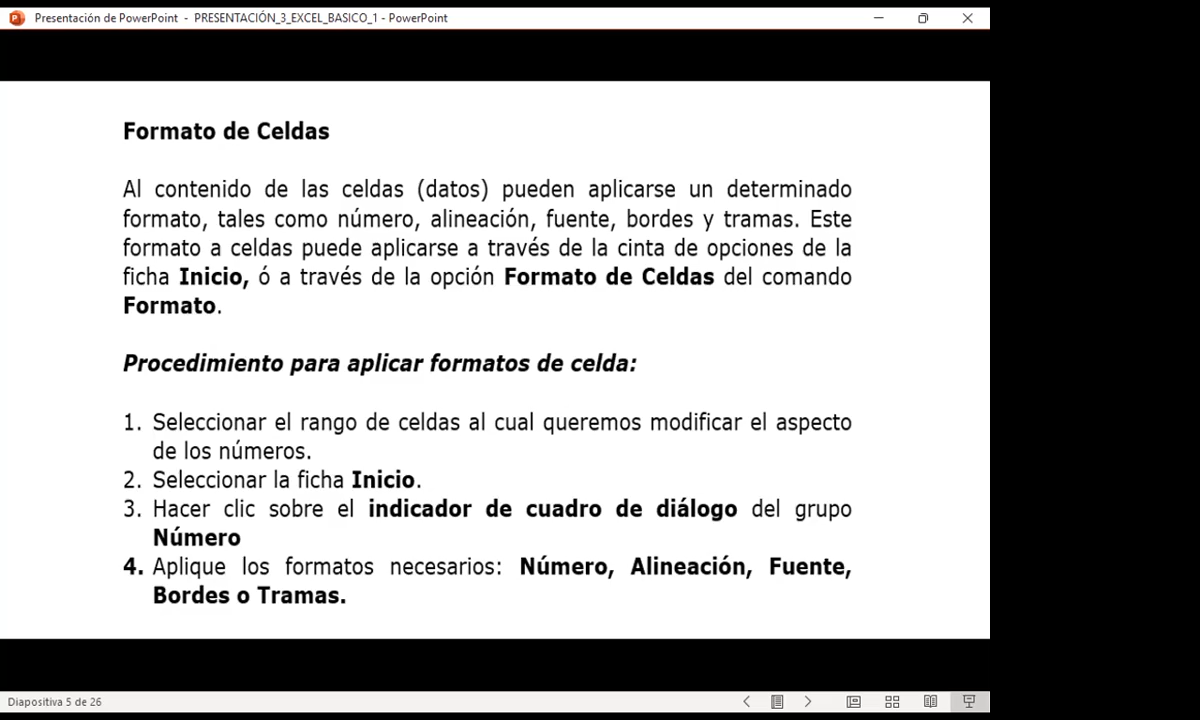 Presentación de PowerPoint - PRESENTACIÓN_3_EXCEL_BASICO_1 - PowerPoint
Formato de Celdas
Al contenido de las celdas (datos) pueden aplicarse un determinado
formato, tales como número, alineación, fuente, bordes y tramas. Este
formato a celdas puede aplicarse a través de la cinta de opciones de la
ficha Inicio, ó a través de la opción Formato de Celdas del comando
Formato.
Procedimiento para aplicar formatos de celda:
1. Seleccionar el rango de celdas al cual queremos modificar el aspecto
de los números.
2. Seleccionar la ficha Inicio.
3. Hacer clic sobre el indicador de cuadro de diálogo del grupo
Número
4. Aplique los formatos necesarios: Número, Alineación, Fuente,
Bordes o Tramas.
Diapositiva 5 de 26